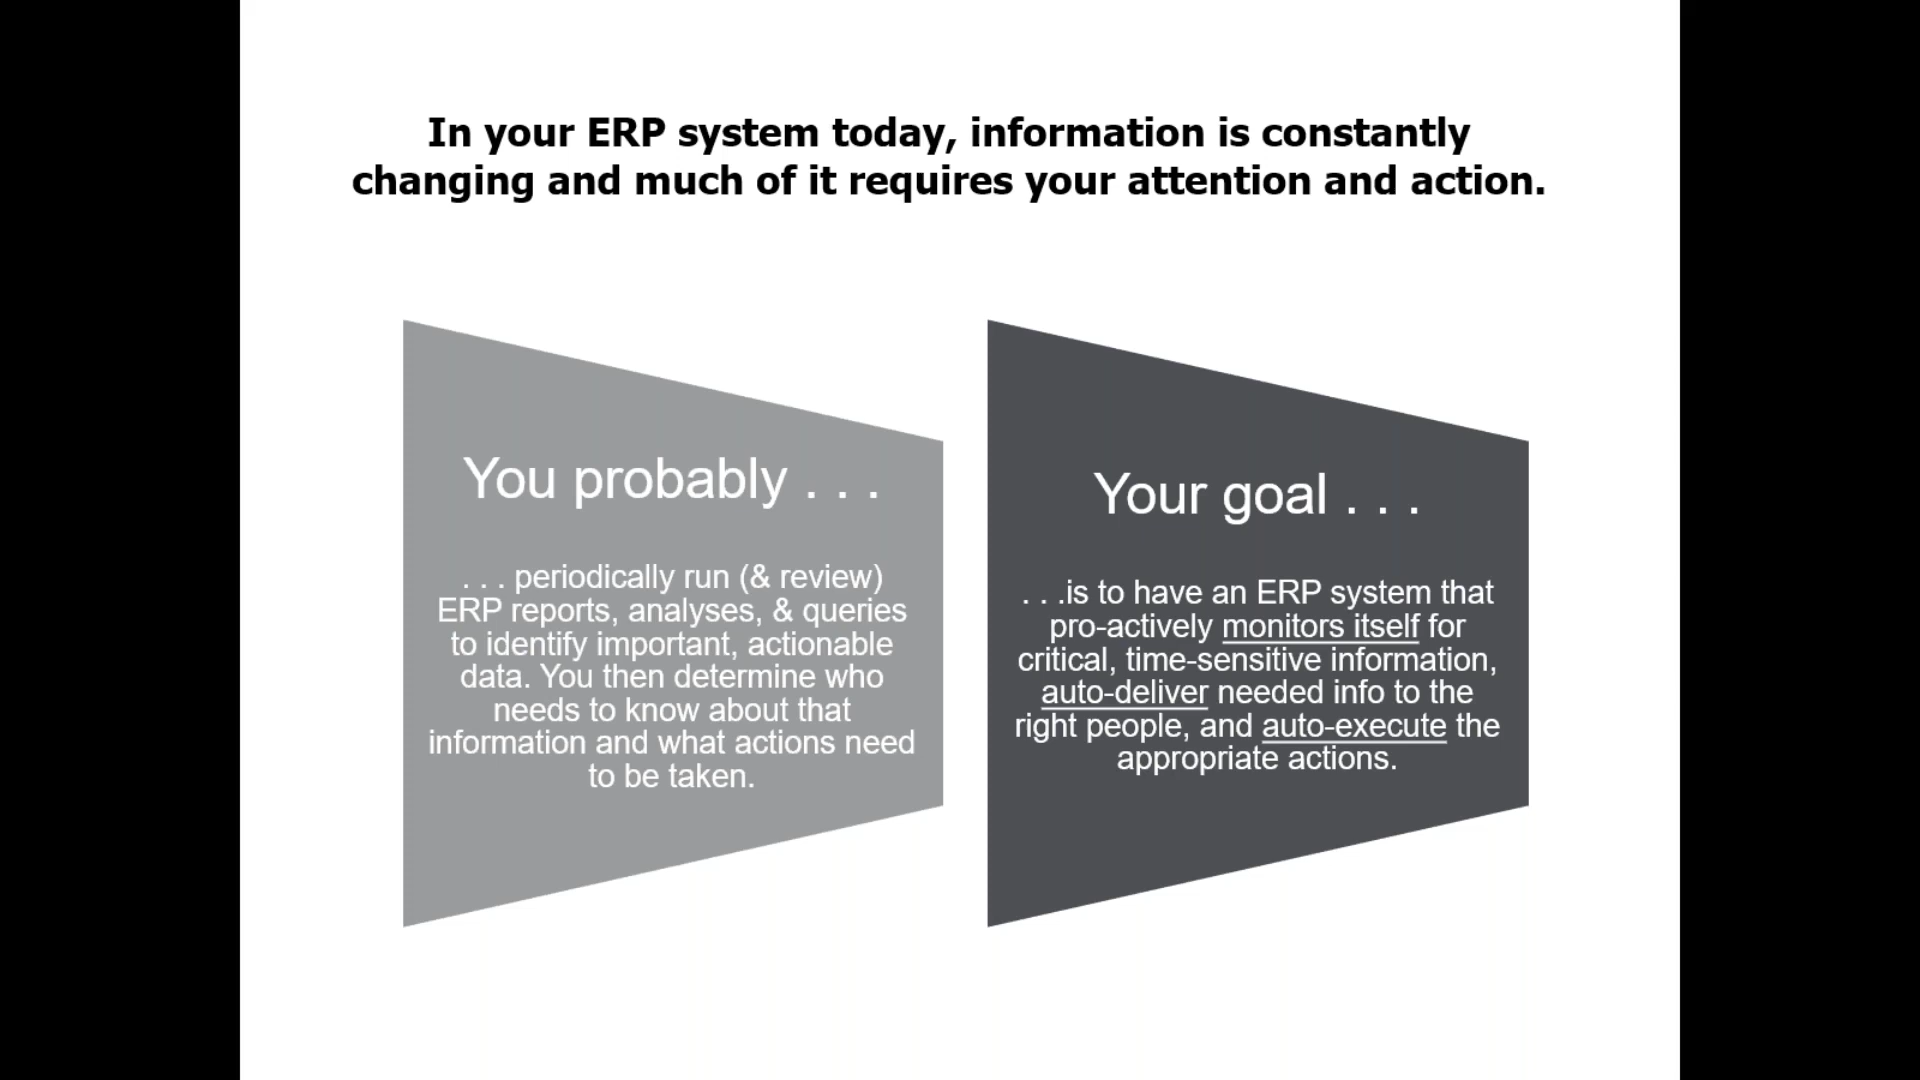 In your ERP system today, information is constantly
changing and much of it requires your attention and action.
You probably . . .
. . . periodically run (& review)
ERP reports, analyses, & queries
to identify important, actionable
data. You then determine who
needs to know about that
information and what actions need
to be taken.
Your goal . . .
. . .is to have an ERP system that
pro-actively monitors itself for
critical, time-sensitive information,
auto-deliver needed info to the
right people, and auto-execute the
appropriate actions.